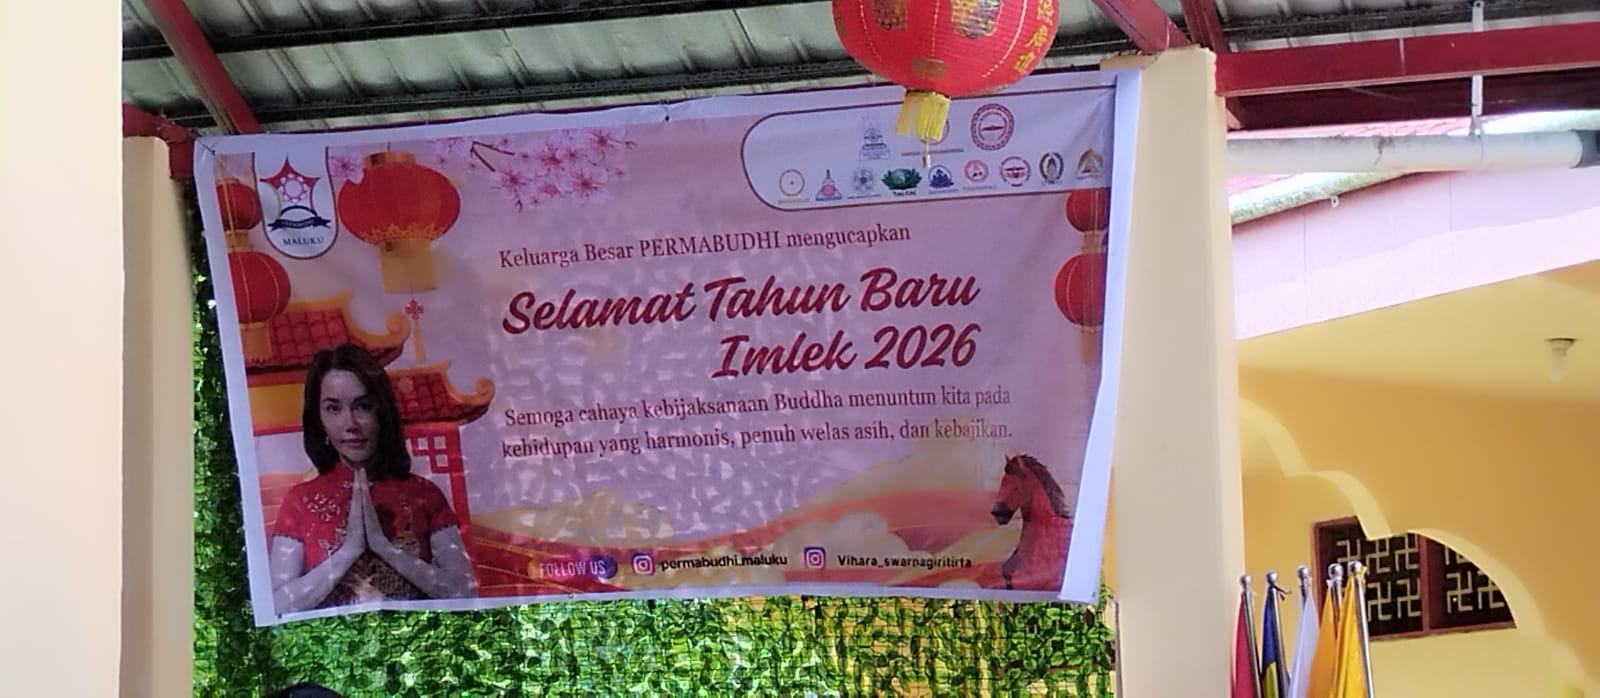 MALUKU
Keluarga Besar PERMABUDHI mengucapkan
Selamat Tahun Baru
Imlek 2026
Semoga cahaya kebijaksanaan Buddha menuntun kita pada
kehidupan yang harmonis, penuh welas asih, dan kebajikan.
FOLLOW US permabudhi.maluku Vihara_swarnagiritirta